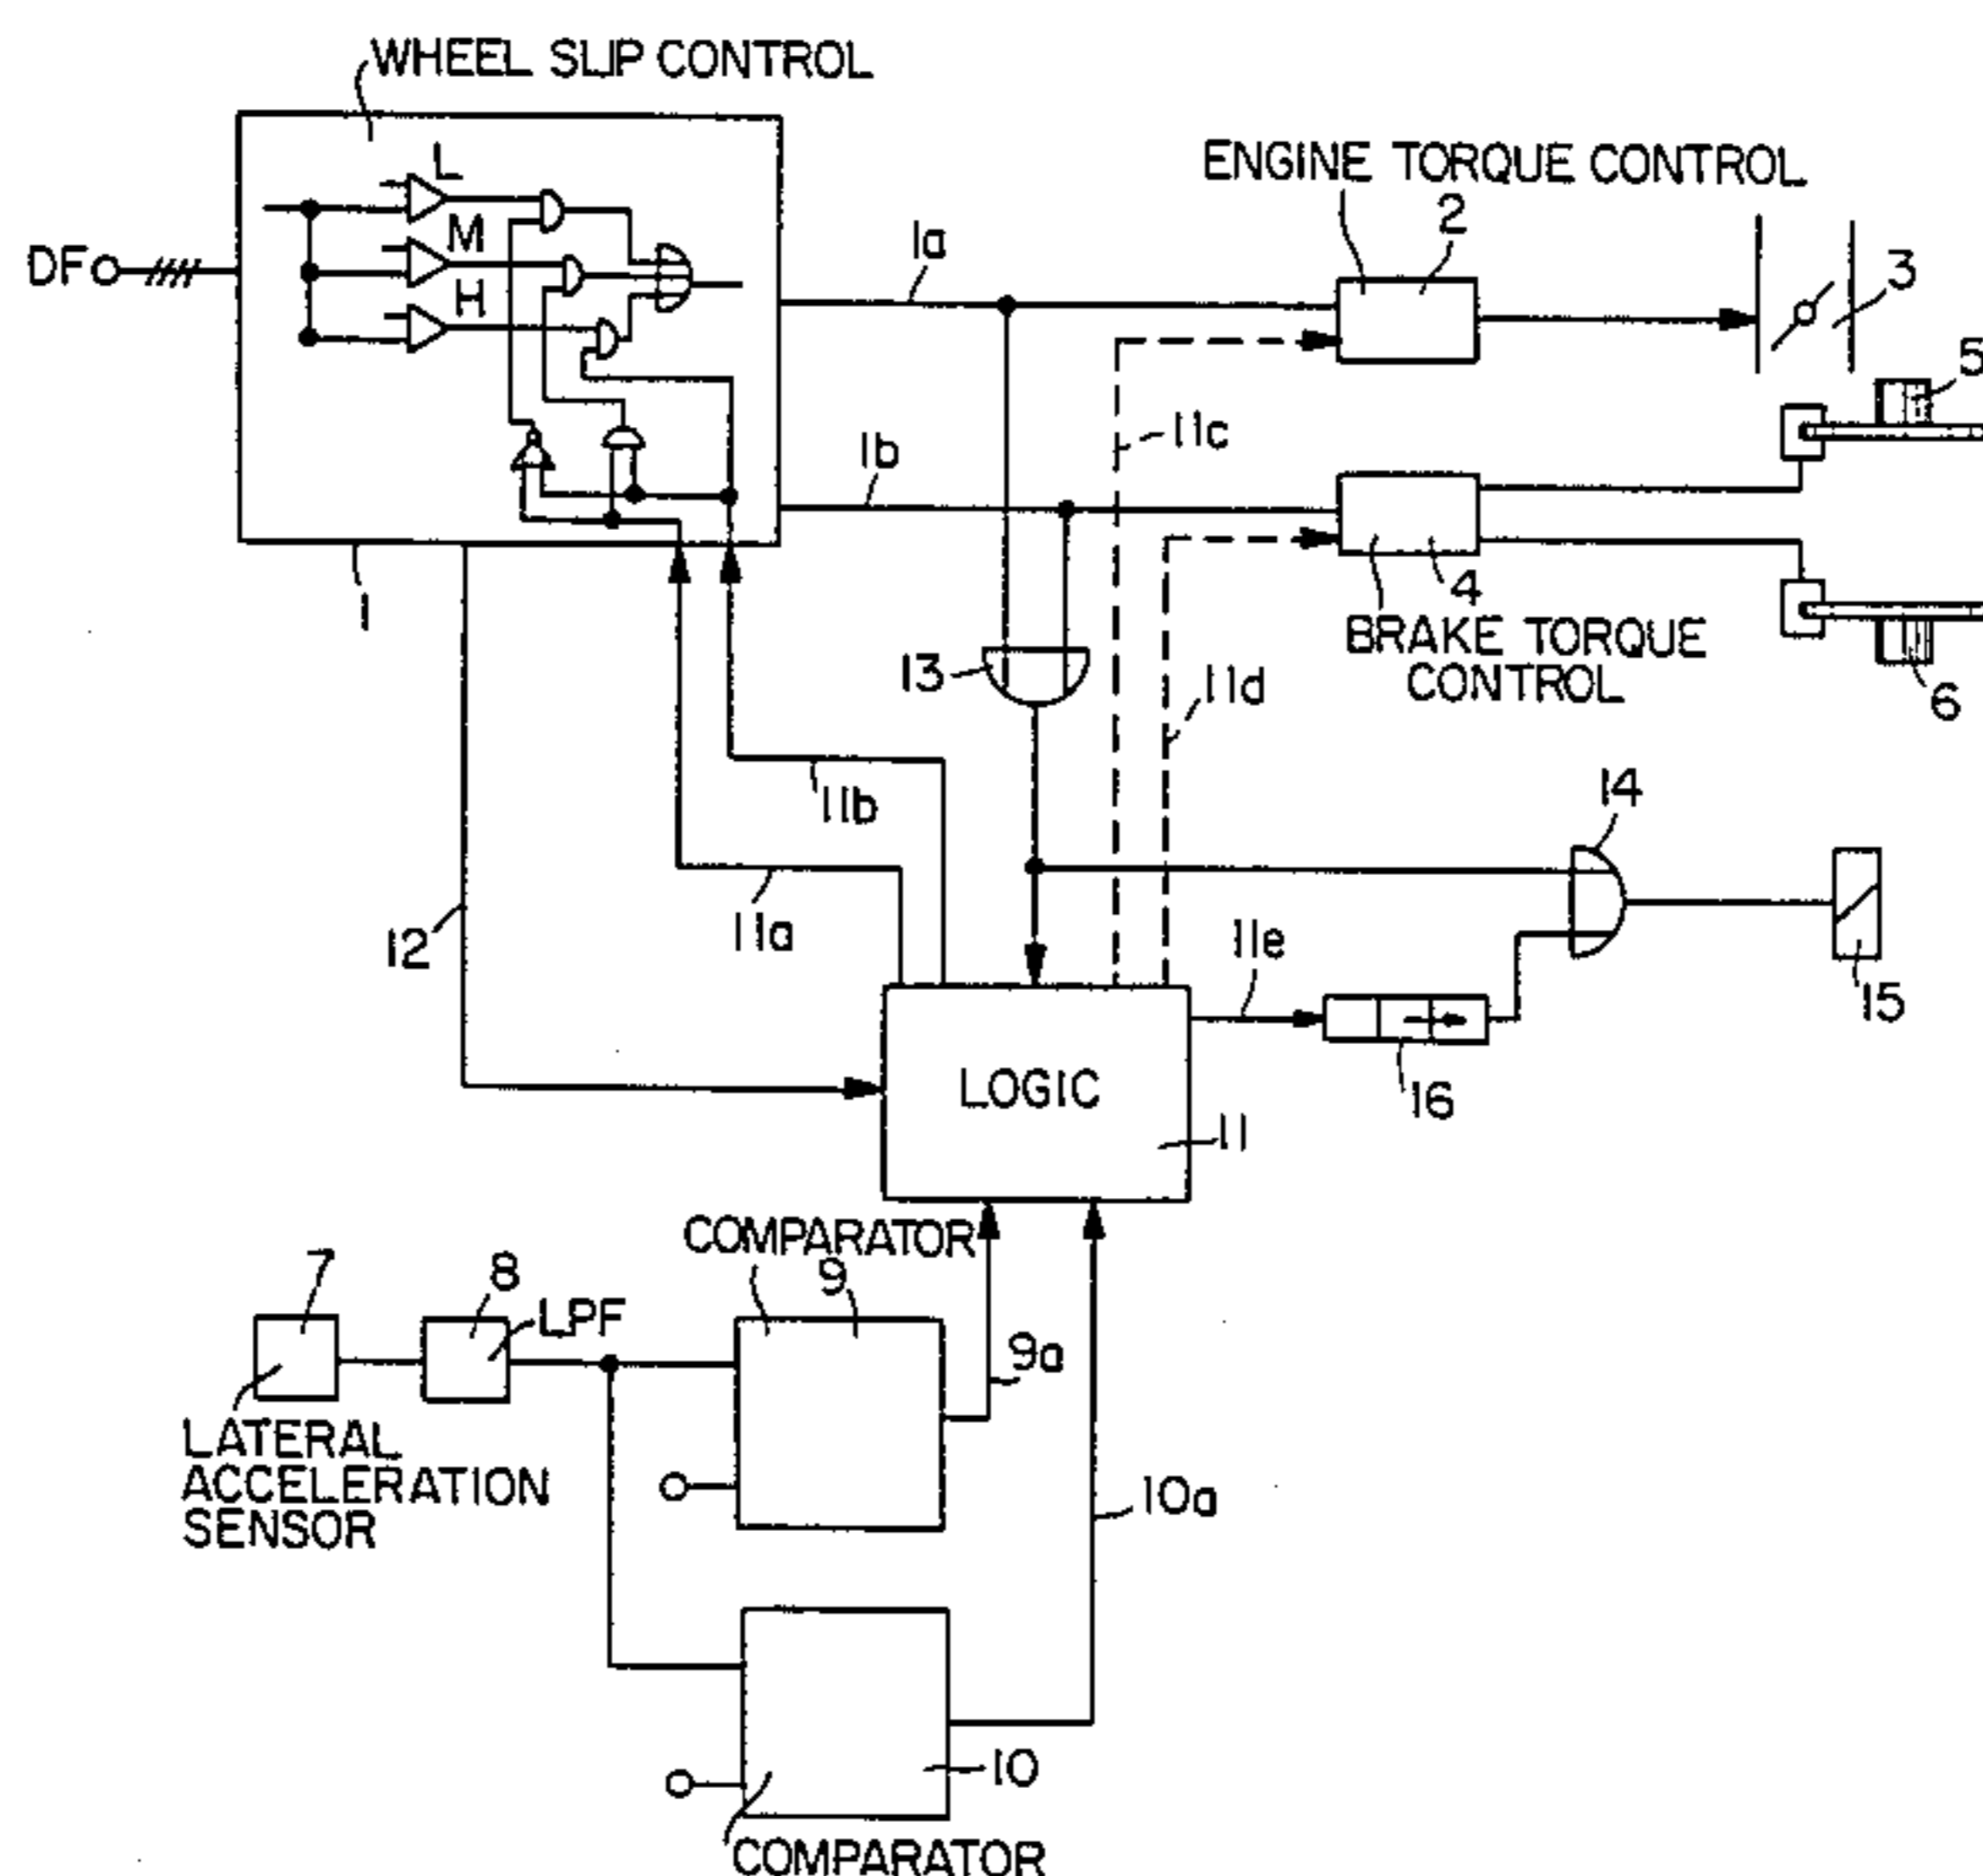 WHEEL SLIP CONTROL
L
M
H
DF
1
1a
1b
ENGINE TORQUE CONTROL
2
3
5
11c
4
BRAKE TORQUE
CONTROL
6
13
11d
11b
14
12
11a
11e
15
16
LOGIC
11
COMPARATOR
7
8
9
LPF
9a
LATERAL
ACCELERATION
SENSOR
10a
10
COMPARATOR